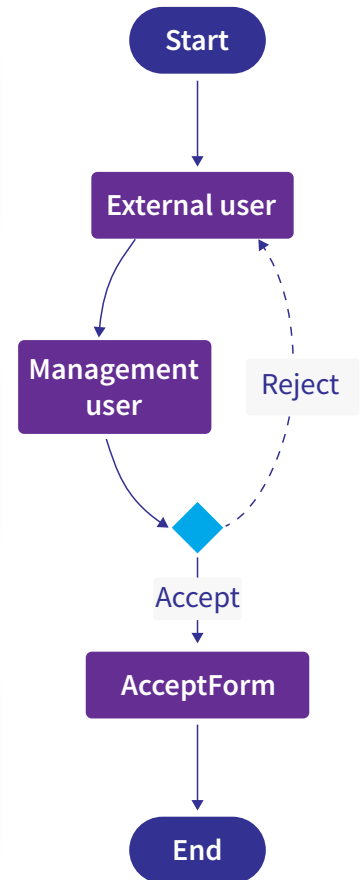 Start
External user
Management
user
Reject
Accept
AcceptForm
End